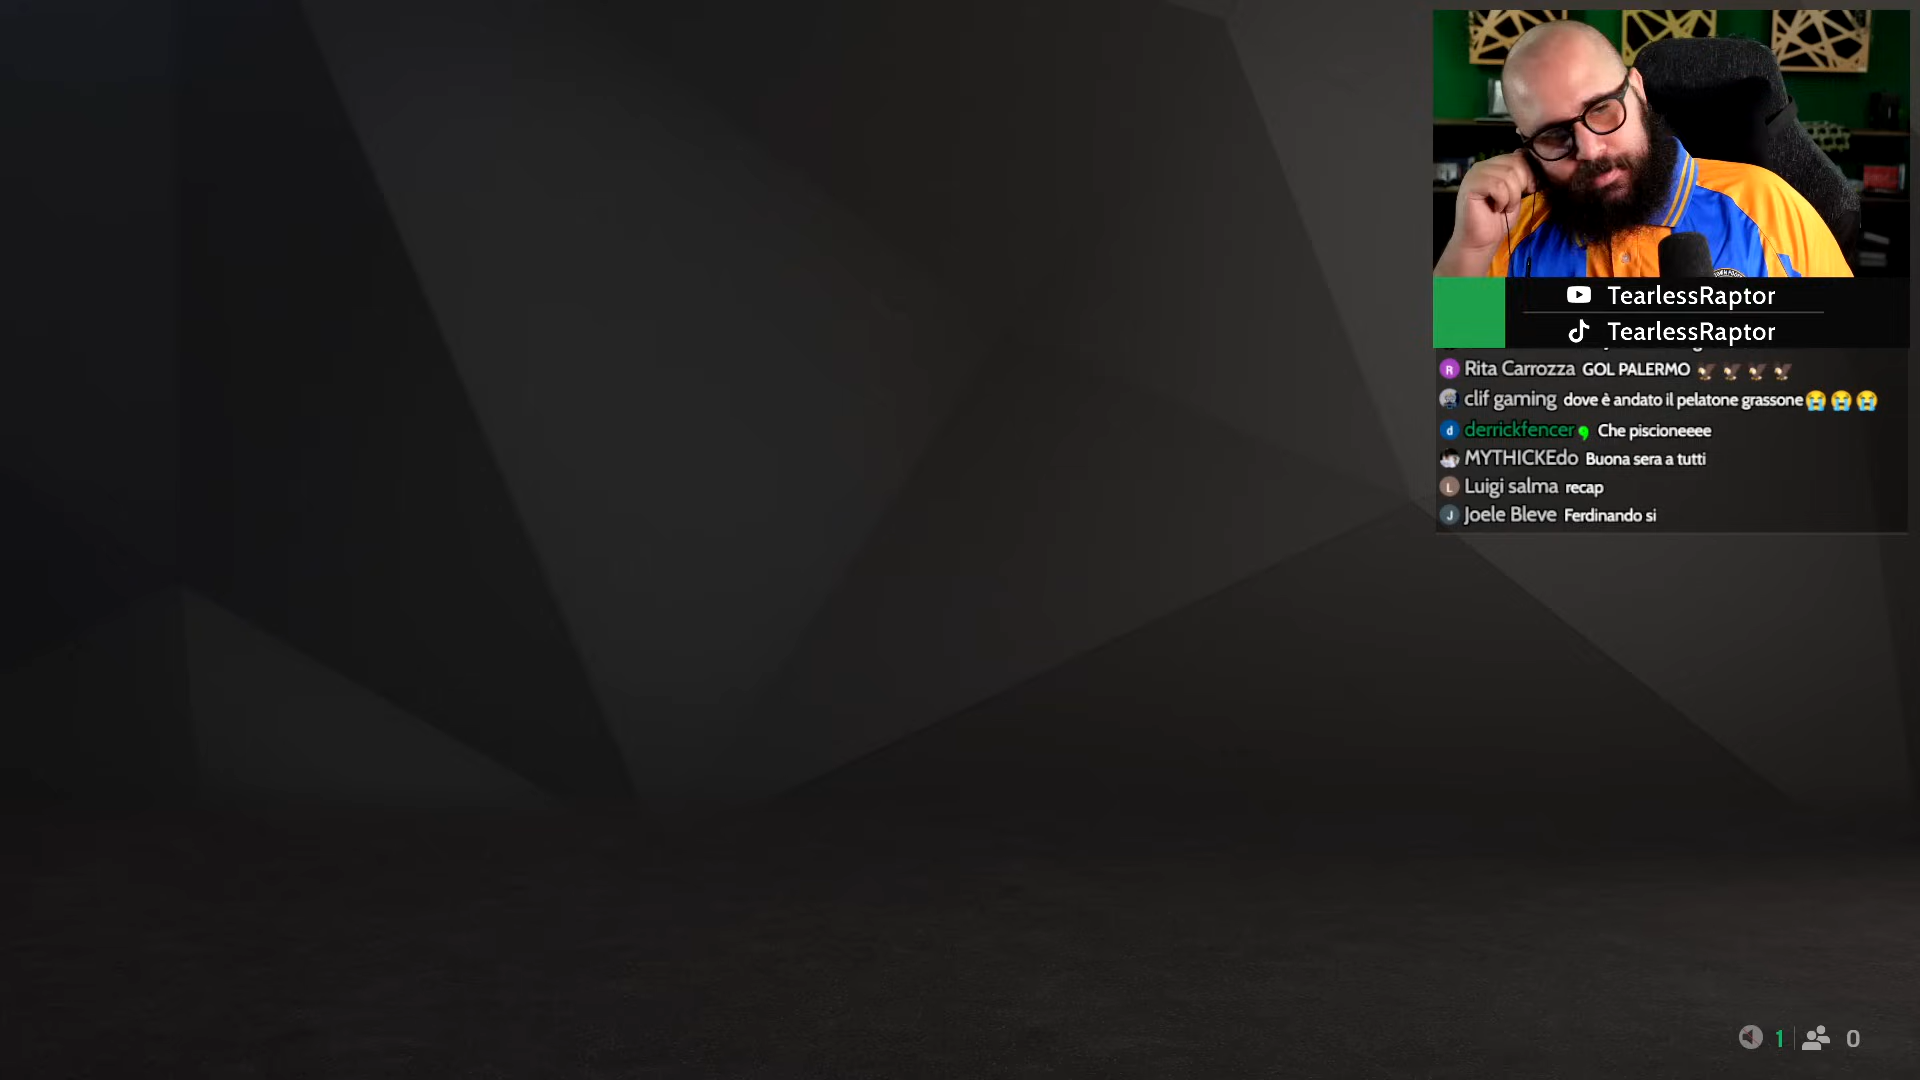 TearlessRaptor
TearlessRaptor
R Rita Carrozza GOL PALERMO 🦅 🦅 🦅 🦅
clif gaming dove è andato il pelatone grassone😭 😭 😭
d derrickfencer Che piscioneeee
MYTHICKEdo Buona sera a tutti
L Luigi salma recap
J Joele Bleve Ferdinando si
1 0